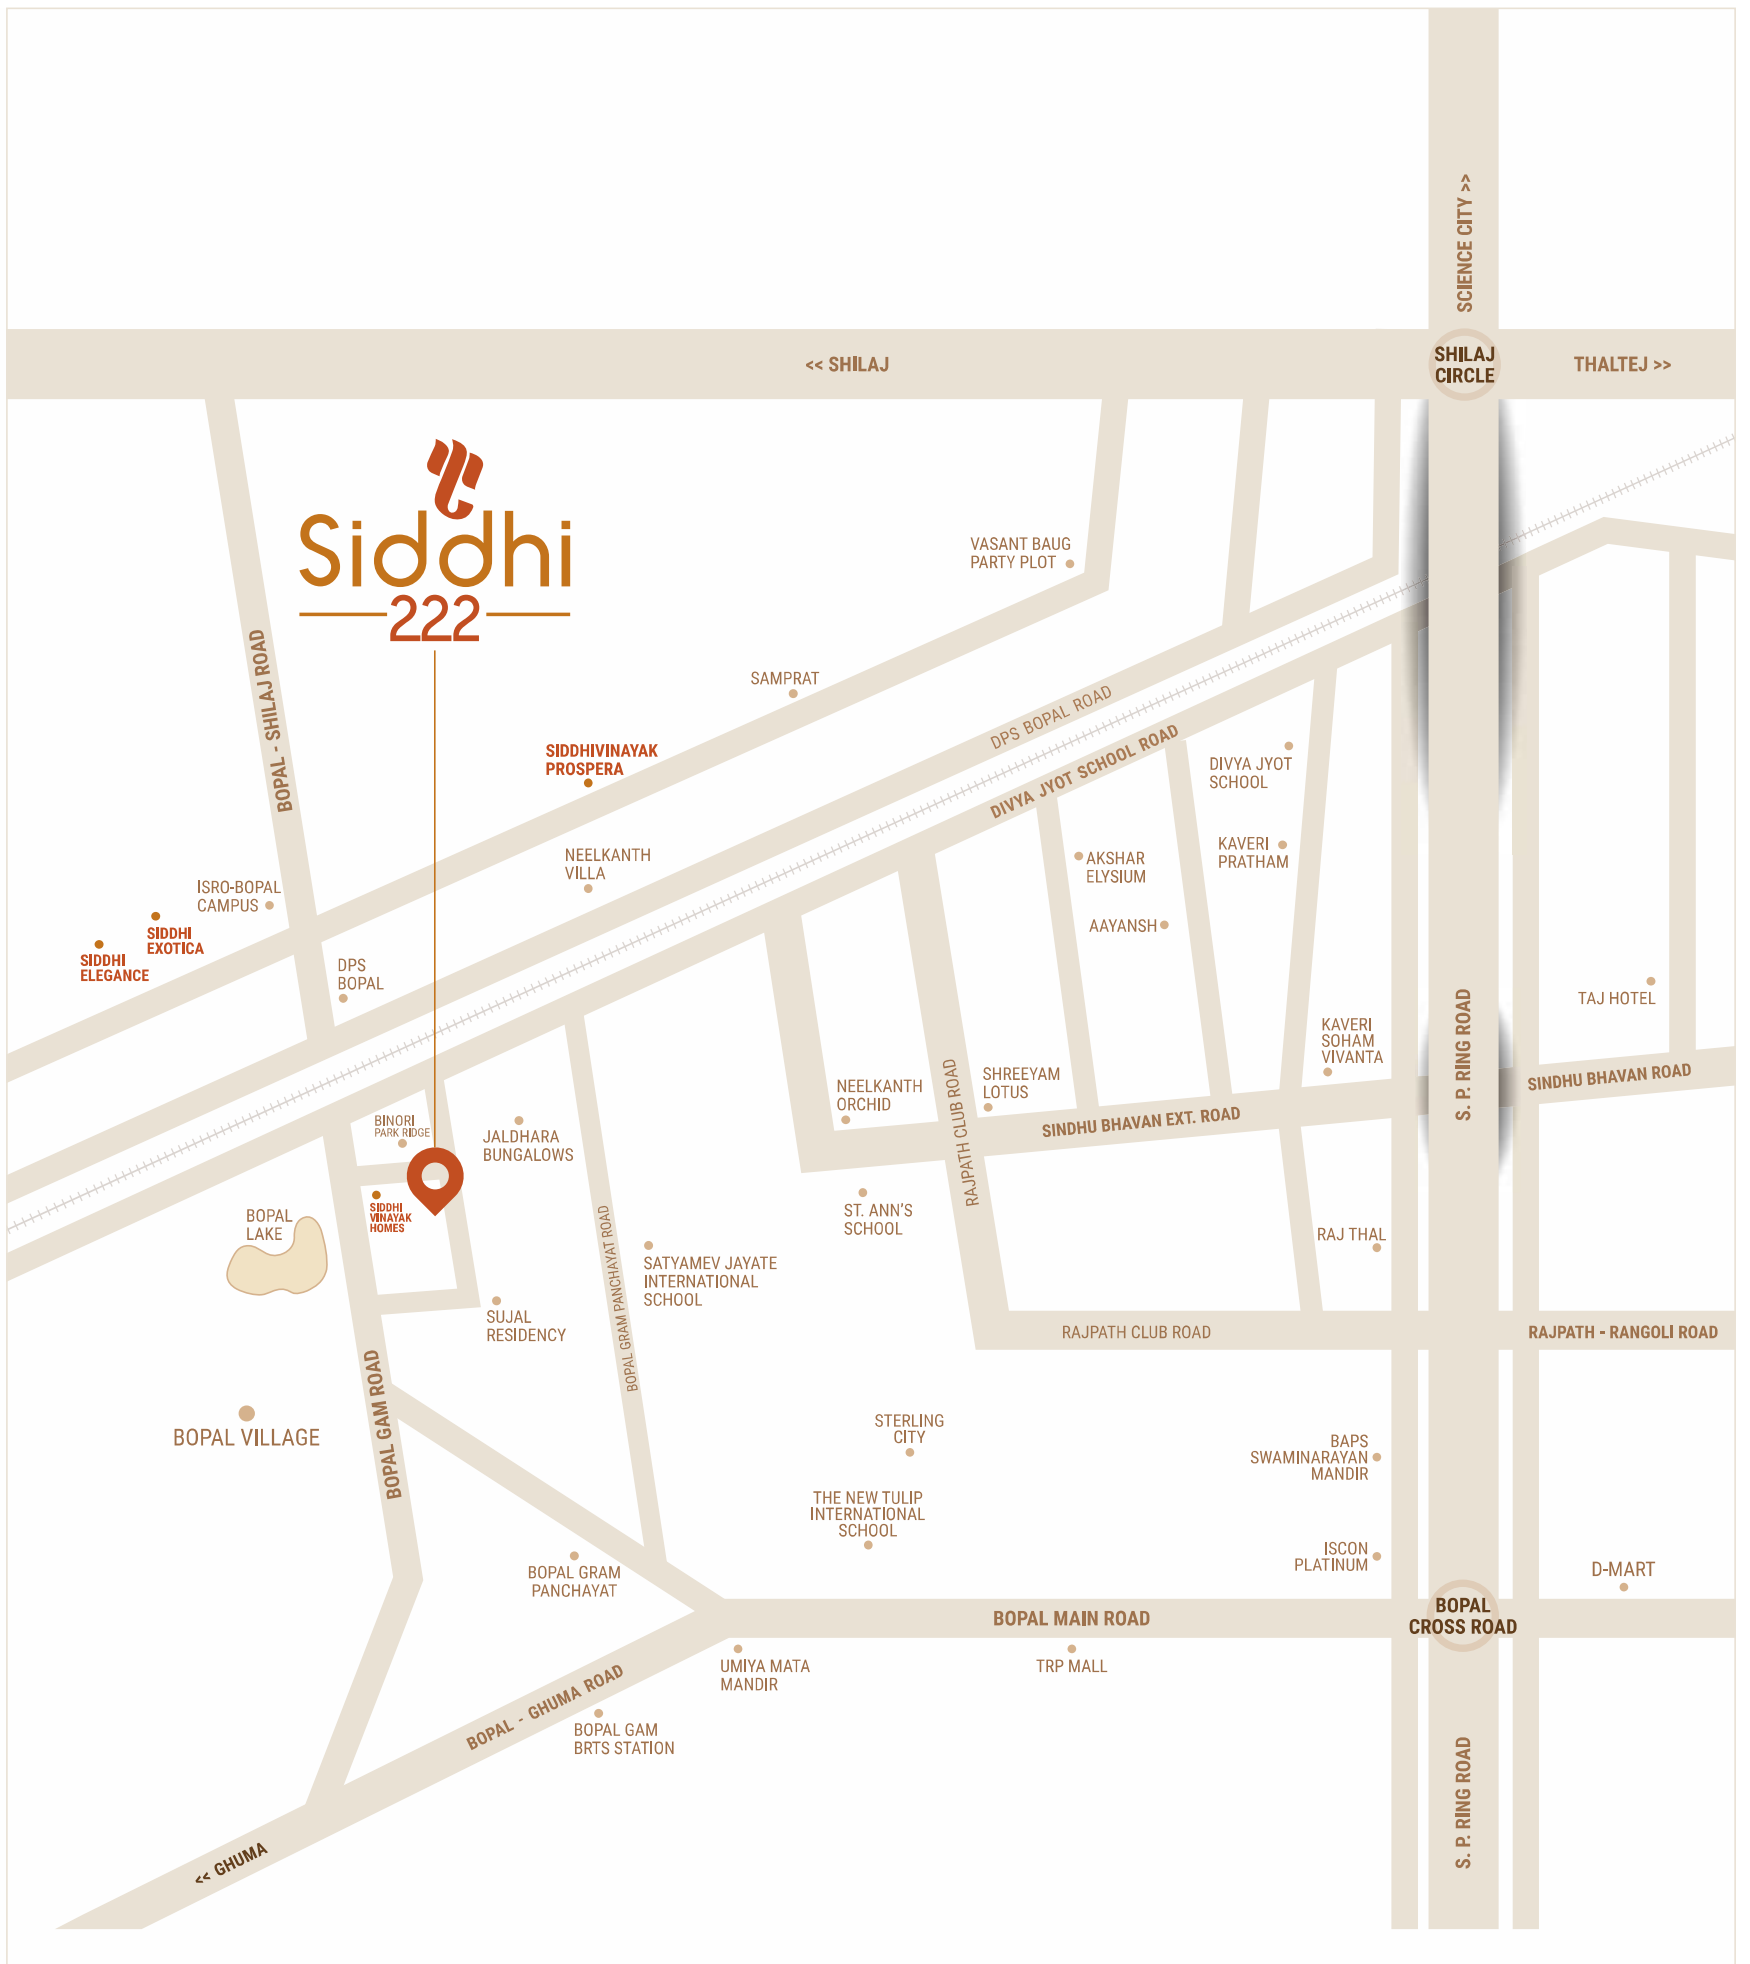 SCIENCE CITY >>
<< SHILAJ
SHILAJ
CIRCLE
THALTEJ >>
Siddhi
222
VASANT BAUG
PARTY PLOT
BOPAL - SHILAJ ROAD
SAMPRAT
DPS BOPAL ROAD
SIDDHIVINAYAK
PROSPERA
DIVYA JYOT SCHOOL ROAD
DIVYA JYOT
SCHOOL
NEELKANTH
VILLA
AKSHAR
ELYSIUM
KAVERI
PRATHAM
ISRO-BOPAL
CAMPUS
AAYANSH
SIDDHI
EXOTICA
SIDDHI
ELEGANCE
DPS
BOPAL
TAJ HOTEL
S. P. RING ROAD
KAVERI
SOHAM
VIVANTA
SINDHU BHAVAN ROAD
NEELKANTH
ORCHID
RAJPATH CLUB ROAD
SHREEYAM
LOTUS
SINDHU BHAVAN EXT. ROAD
BINORI
PARK RIDGE
JALDHARA
BUNGALOWS
SIDDHI
VINAYAK
HOMES
BOPAL
LAKE
ST. ANN'S
SCHOOL
BOPAL GRAM PANCHAYAT ROAD
SATYAMEV JAYATE
INTERNATIONAL
SCHOOL
RAJ THAL
SUJAL
RESIDENCY
RAJPATH CLUB ROAD
RAJPATH - RANGOLI ROAD
BOPAL GAM ROAD
BOPAL VILLAGE
STERLING
CITY
BAPS
SWAMINARAYAN
MANDIR
THE NEW TULIP
INTERNATIONAL
SCHOOL
ISCON
PLATINUM
BOPAL GRAM
PANCHAYAT
D-MART
BOPAL MAIN ROAD
BOPAL
CROSS ROAD
UMIYA MATA
MANDIR
TRP MALL
BOPAL - GHUMA ROAD
BOPAL GAM
BRTS STATION
S. P. RING ROAD
<< GHUMA